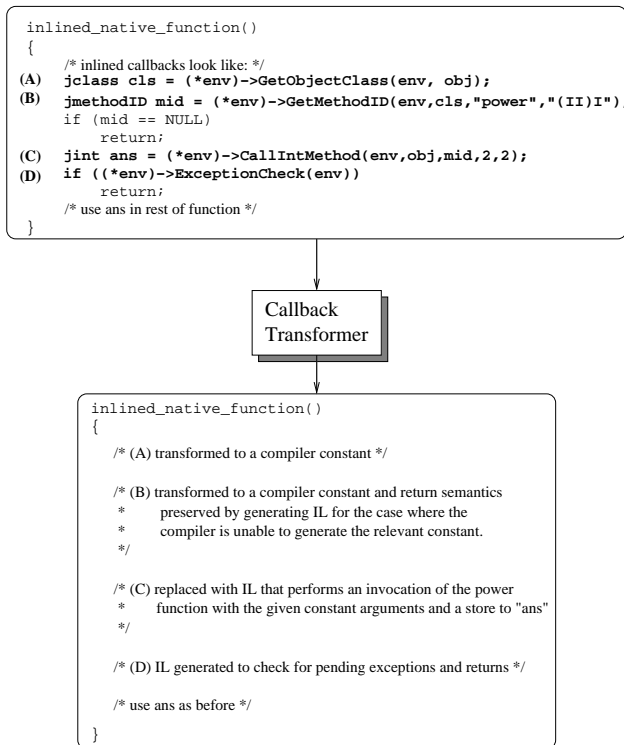 inlined_native_function()
{
/* inlined callbacks look like: */
(A) jclass cls = (*env)->GetObjectClass(env, obj);
(B) jmethodID mid = (*env)->GetMethodID(env,cls,"power","(II)I");
if (mid == NULL)
return;
(C) jint ans = (*env)->CallIntMethod(env,obj,mid,2,2);
(D) if ((*env)->ExceptionCheck(env))
return;
/* use ans in rest of function */
}
Callback
Transformer
inlined_native_function()
{
/* (A) transformed to a compiler constant */
/* (B) transformed to a compiler constant and return semantics
* preserved by generating IL for the case where the
* compiler is unable to generate the relevant constant.
*/
/* (C) replaced with IL that performs an invocation of the power
* function with the given constant arguments and a store to "ans"
*/
/* (D) IL generated to check for pending exceptions and returns */
/* use ans as before */
}